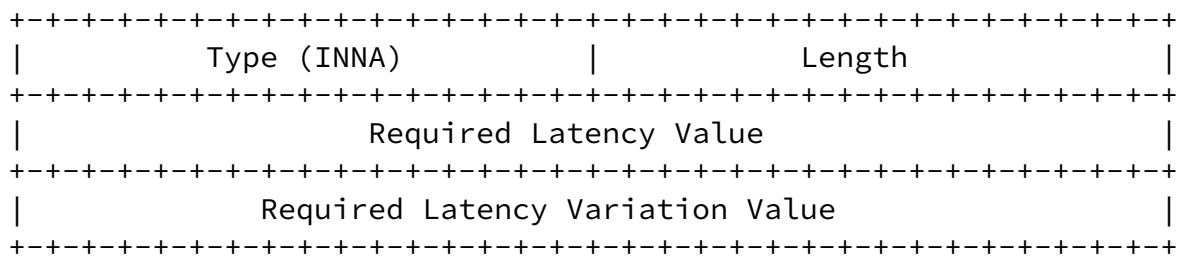 +-+-+-+-+-+-+-+-+-+-+-+-+-+-+-+-+-+-+-+-+-+-+-+-+-+-+-+-+-+-+-+-+
|          Type (INNA)          |           Length              |
+-+-+-+-+-+-+-+-+-+-+-+-+-+-+-+-+-+-+-+-+-+-+-+-+-+-+-+-+-+-+-+-+
|                   Required Latency Value                      |
+-+-+-+-+-+-+-+-+-+-+-+-+-+-+-+-+-+-+-+-+-+-+-+-+-+-+-+-+-+-+-+-+
|             Required Latency Variation Value                  |
+-+-+-+-+-+-+-+-+-+-+-+-+-+-+-+-+-+-+-+-+-+-+-+-+-+-+-+-+-+-+-+-+